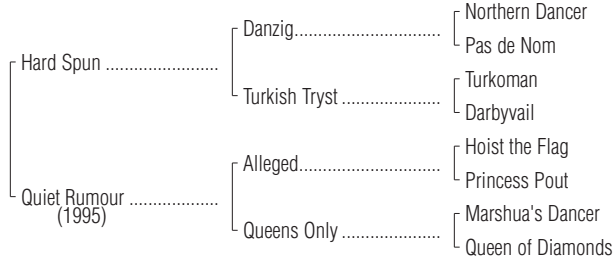 Northern Dancer
Danzig........................................
Pas de Nom
Hard Spun ..............................
Turkoman
Turkish Tryst ..........................
Darbyvail
Hoist the Flag
Alleged......................................
Princess Pout
Quiet Rumour ........................
(1995)
Marshua's Dancer
Queens Only ..........................
Queen of Diamonds